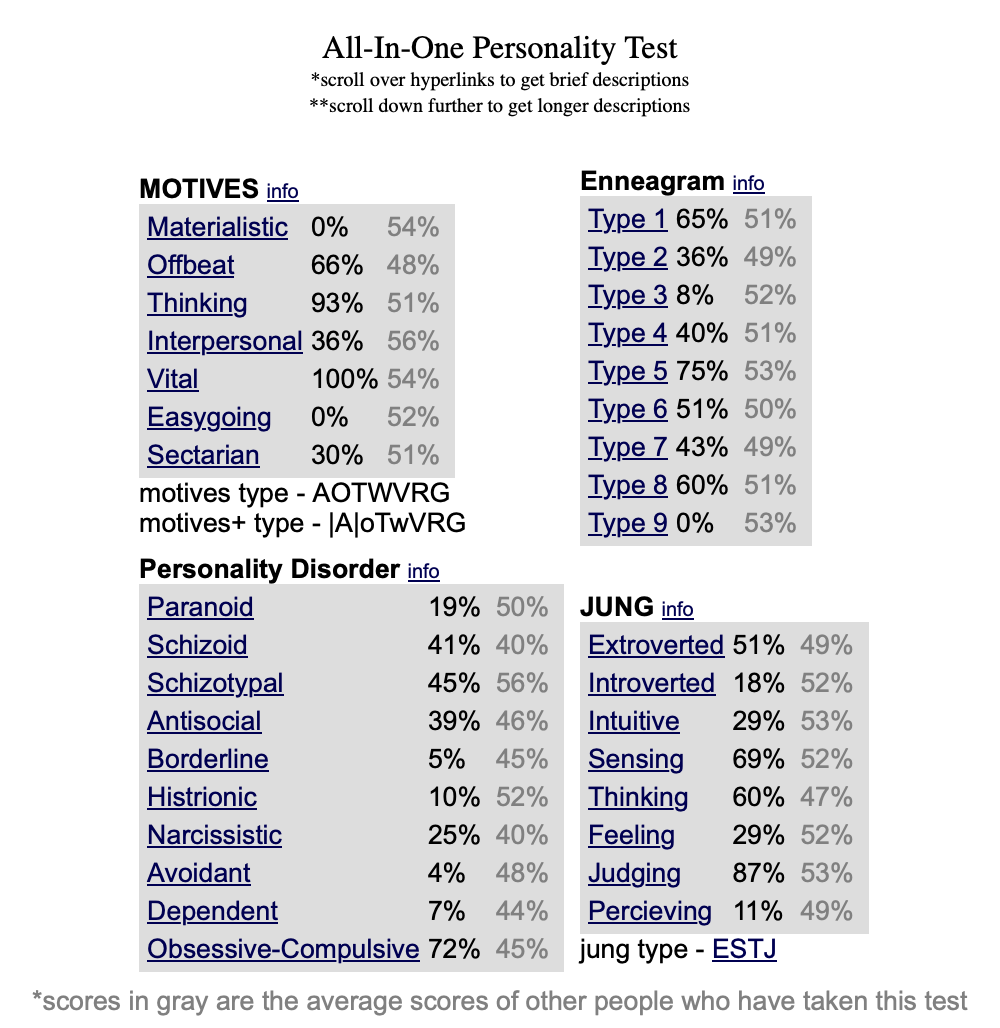 All-In-One Personality Test
*scroll over hyperlinks to get brief descriptions
**scroll down further to get longer descriptions
MOTIVES info
Materialistic 0% 54%
Offbeat 66% 48%
Thinking 93% 51%
Interpersonal 36% 56%
Vital 100% 54%
Easygoing 0% 52%
Sectarian 30% 51%
motives type - AOTWVRG
motives+ type - |A|oTwVRG
Enneagram info
Type 1 65% 51%
Type 2 36% 49%
Type 3 8% 52%
Type 4 40% 51%
Type 5 75% 53%
Type 6 51% 50%
Type 7 43% 49%
Type 8 60% 51%
Type 9 0% 53%
Personality Disorder info
Paranoid 19% 50%
Schizoid 41% 40%
Schizotypal 45% 56%
Antisocial 39% 46%
Borderline 5% 45%
Histrionic 10% 52%
Narcissistic 25% 40%
Avoidant 4% 48%
Dependent 7% 44%
Obsessive-Compulsive 72% 45%
JUNG info
Extroverted 51% 49%
Introverted 18% 52%
Intuitive 29% 53%
Sensing 69% 52%
Thinking 60% 47%
Feeling 29% 52%
Judging 87% 53%
Percieving 11% 49%
jung type - ESTJ
*scores in gray are the average scores of other people who have taken this test